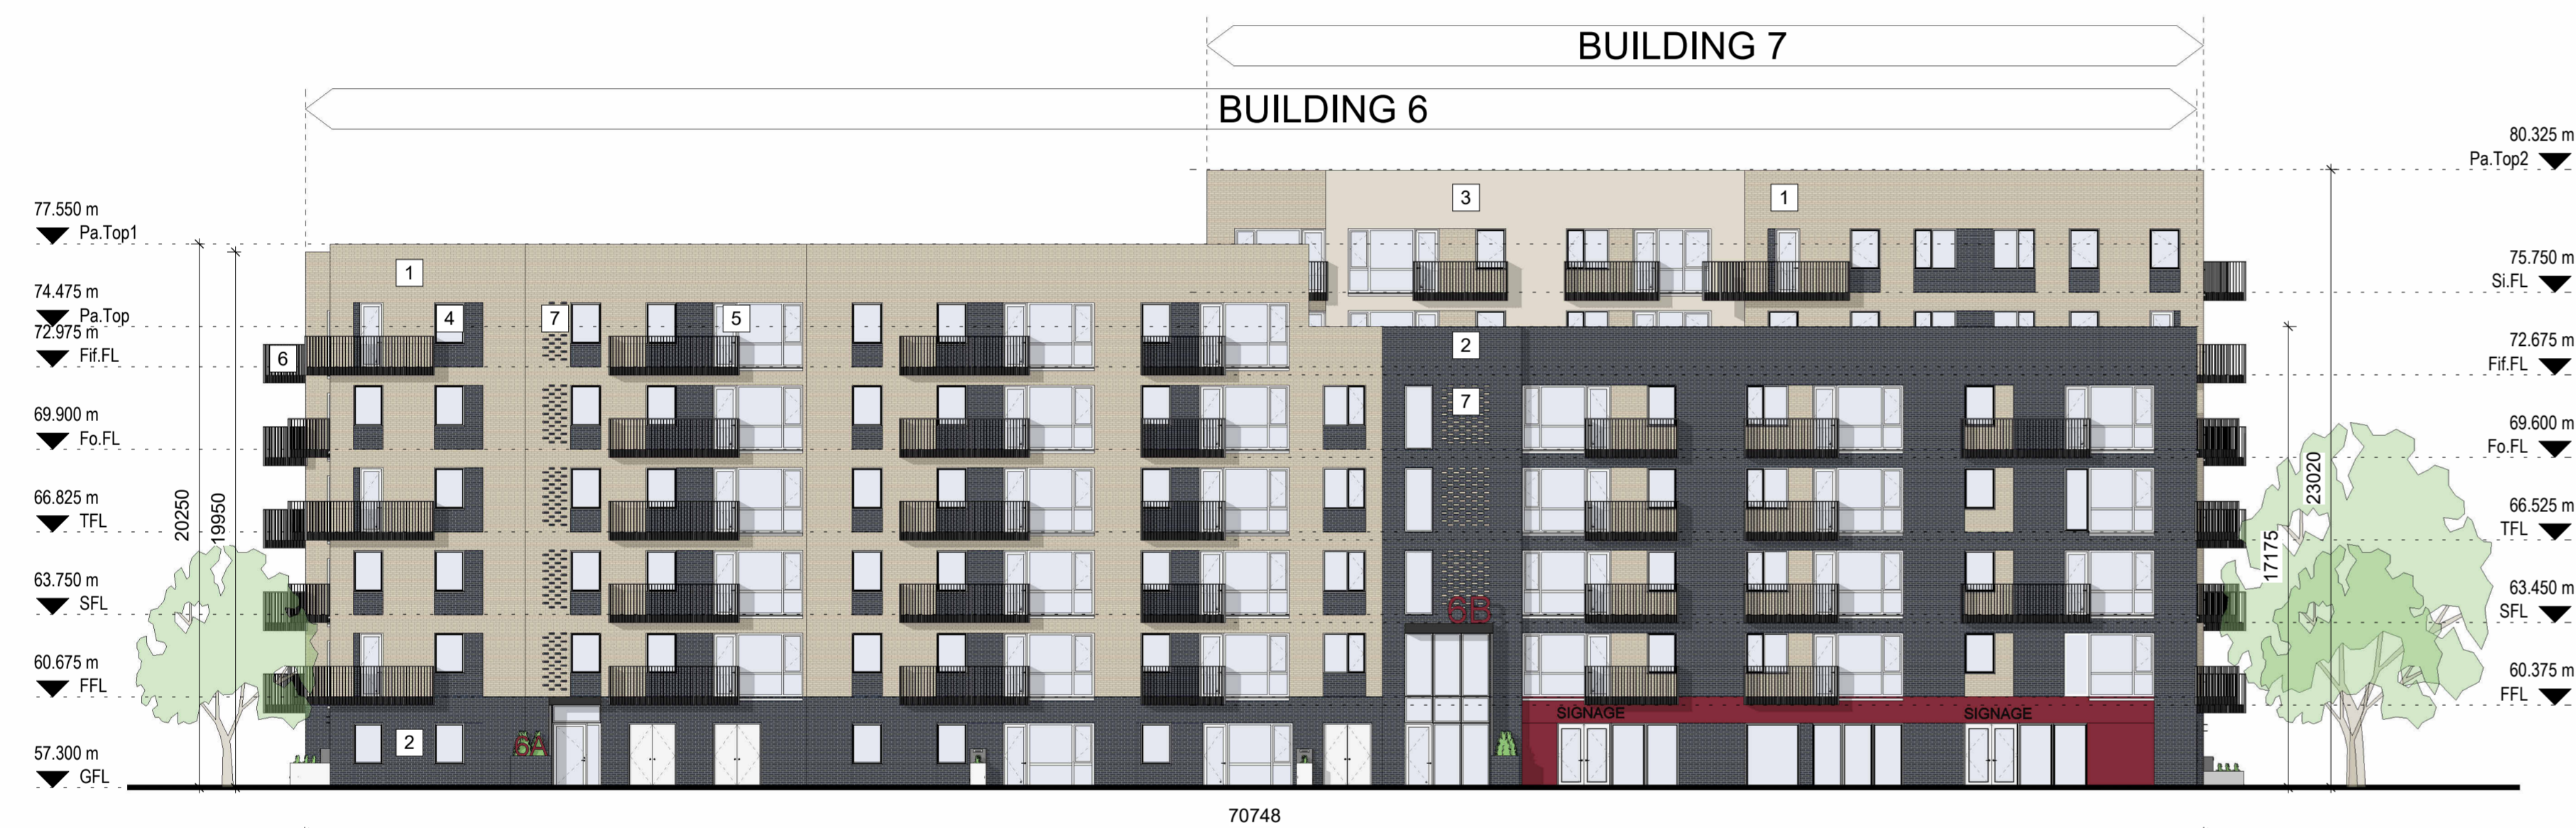 BUILDING 7
BUILDING 6
80.325 m
Pa.Top2
77.550 m
Pa.Top1
3
1
1
75.750 m
Si.FL
74.475 m
Pa.Top
4
7
5
72.975 m
Fif.FL
6
2
72.675 m
Fif.FL
7
69.900 m
Fo.FL
69.600 m
Fo.FL
20250
19950
23020
17175
66.825 m
TFL
66.525 m
TFL
63.750 m
SFL
6B
63.450 m
SFL
60.675 m
FFL
60.375 m
FFL
SIGNAGE
SIGNAGE
6A
2
57.300 m
GFL
70748